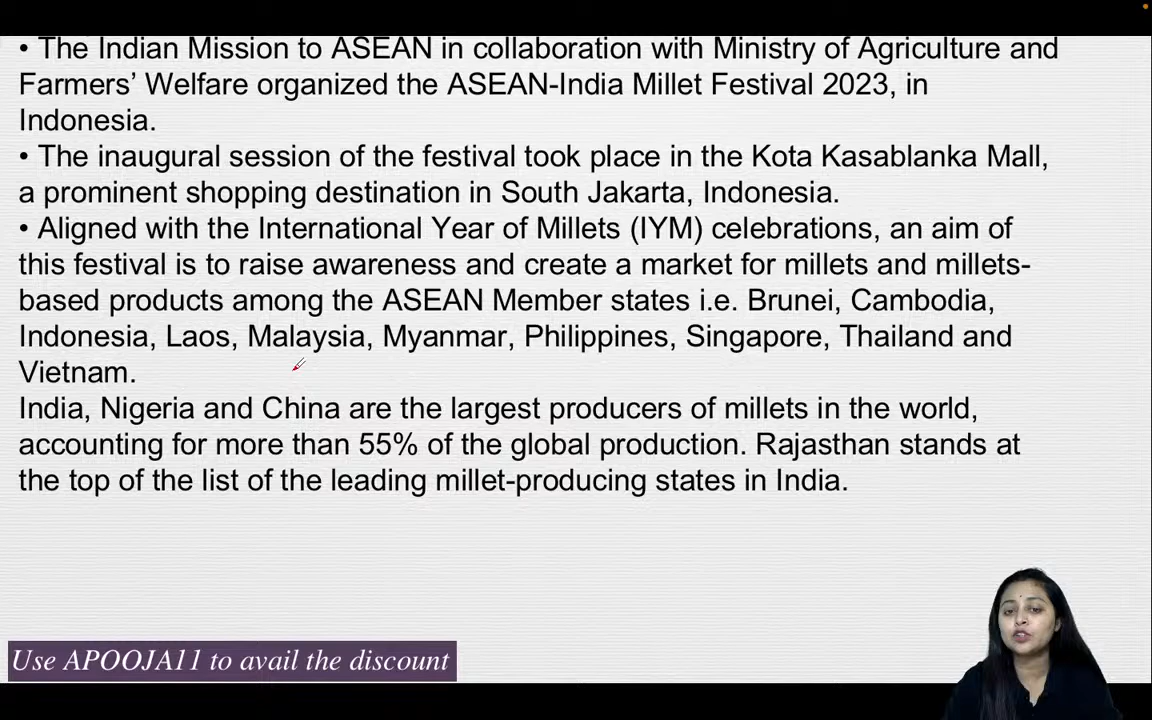 • The Indian Mission to ASEAN in collaboration with Ministry of Agriculture and
Farmers’ Welfare organized the ASEAN-India Millet Festival 2023, in
Indonesia.
• The inaugural session of the festival took place in the Kota Kasablanka Mall,
a prominent shopping destination in South Jakarta, Indonesia.
• Aligned with the International Year of Millets (IYM) celebrations, an aim of
this festival is to raise awareness and create a market for millets and millets-
based products among the ASEAN Member states i.e. Brunei, Cambodia,
Indonesia, Laos, Malaysia, Myanmar, Philippines, Singapore, Thailand and
Vietnam.
India, Nigeria and China are the largest producers of millets in the world,
accounting for more than 55% of the global production. Rajasthan stands at
the top of the list of the leading millet-producing states in India.
Use APOOJA11 to avail the discount